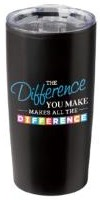 THE
Difference
YOU MAKE
MAKES ALL THE
DIFFERENCE